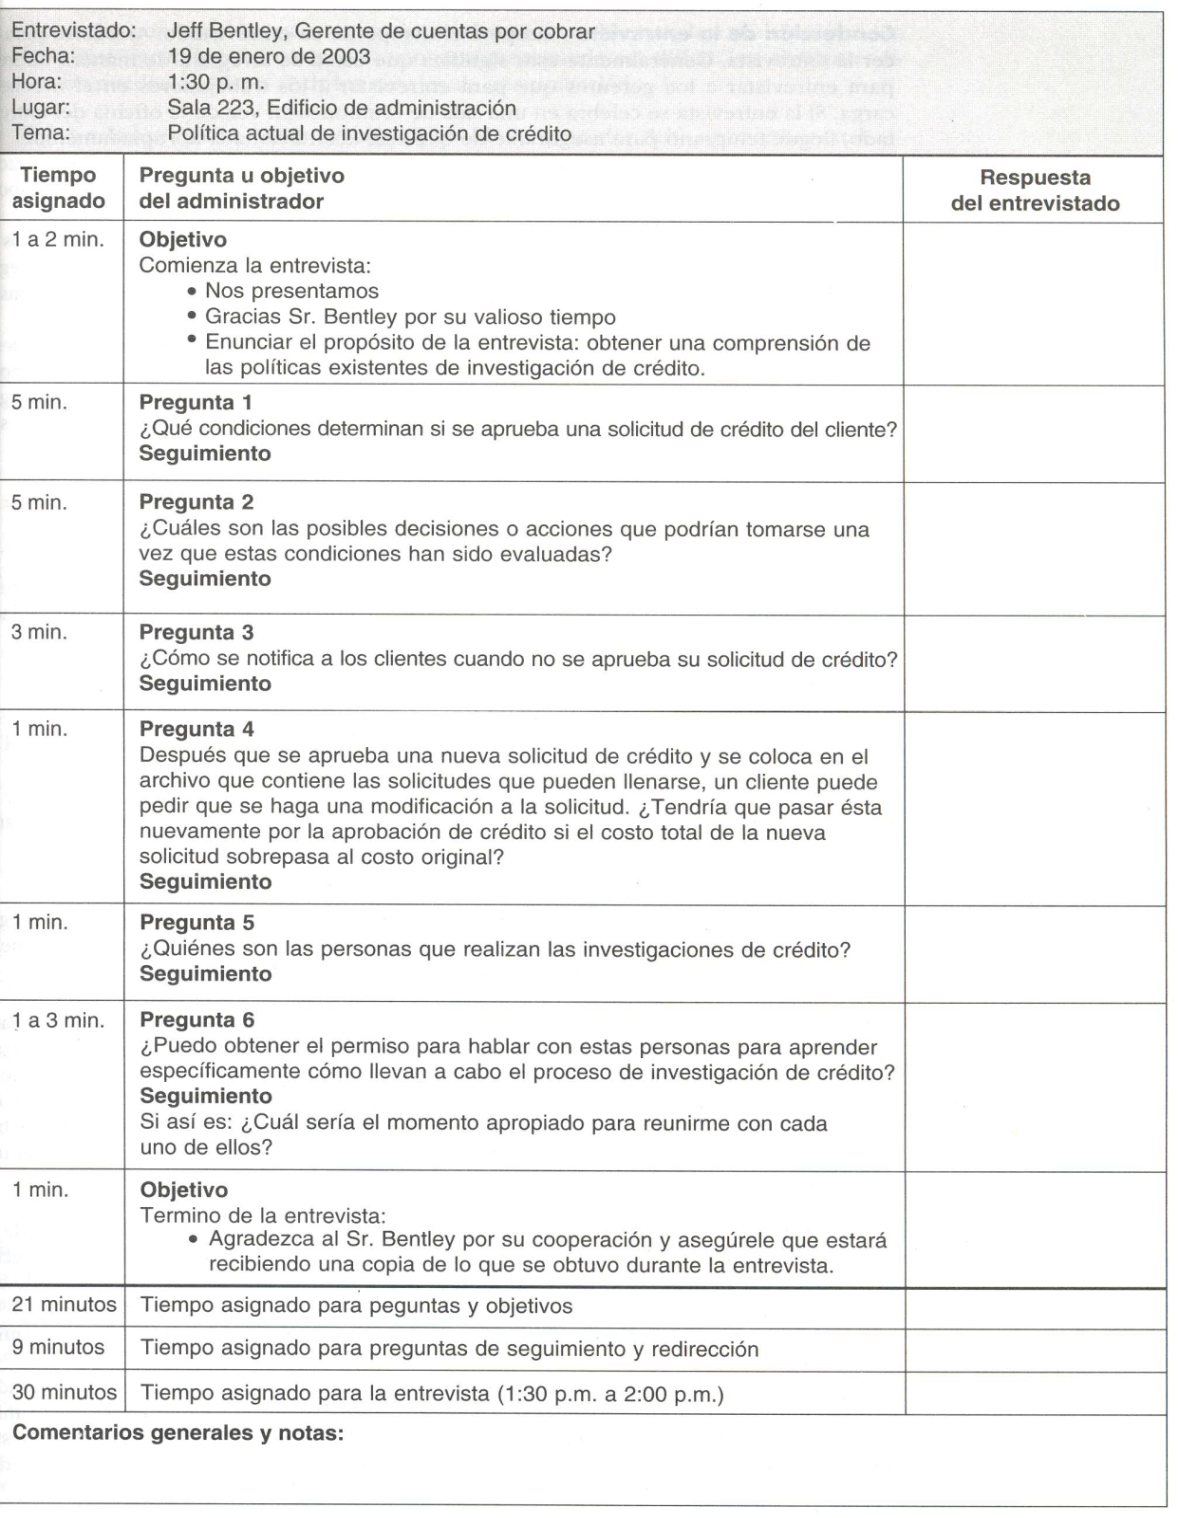 Entrevistado: Jeff Bentley, Gerente de cuentas por cobrar
Fecha: 19 de enero de 2003
Hora: 1:30 p. m.
Lugar: Sala 223, Edificio de administración
Tema: Política actual de investigación de crédito
Tiempo asignado
Pregunta u objetivo
del administrador
Respuesta
del entrevistado
1 a 2 min.
Objetivo
Comienza la entrevista:
• Nos presentamos
• Gracias Sr. Bentley por su valioso tiempo
• Enunciar el propósito de la entrevista: obtener una comprensión de
las políticas existentes de investigación de crédito.
5 min.
Pregunta 1
¿Qué condiciones determinan si se aprueba una solicitud de crédito del cliente?
Seguimiento
5 min.
Pregunta 2
¿Cuáles son las posibles decisiones o acciones que podrían tomarse una
vez que estas condiciones han sido evaluadas?
Seguimiento
3 min.
Pregunta 3
¿Cómo se notifica a los clientes cuando no se aprueba su solicitud de crédito?
Seguimiento
1 min.
Pregunta 4
Después que se aprueba una nueva solicitud de crédito y se coloca en el
archivo que contiene las solicitudes que pueden llenarse, un cliente puede
pedir que se haga una modificación a la solicitud. ¿Tendría que pasar ésta
nuevamente por la aprobación de crédito si el costo total de la nueva
solicitud sobrepasa al costo original?
Seguimiento
1 min.
Pregunta 5
¿Quiénes son las personas que realizan las investigaciones de crédito?
Seguimiento
1 a 3 min.
Pregunta 6
¿Puedo obtener el permiso para hablar con estas personas para aprender
específicamente cómo llevan a cabo el proceso de investigación de crédito?
Seguimiento
Si así es: ¿Cuál sería el momento apropiado para reunirme con cada
uno de ellos?
1 min.
Objetivo
Termino de la entrevista:
• Agradezca al Sr. Bentley por su cooperación y asegúrele que estará
recibiendo una copia de lo que se obtuvo durante la entrevista.
21 minutos Tiempo asignado para peguntas y objetivos
9 minutos Tiempo asignado para preguntas de seguimiento y redirección
30 minutos Tiempo asignado para la entrevista (1:30 p.m. a 2:00 p.m.)
Comentarios generales y notas: